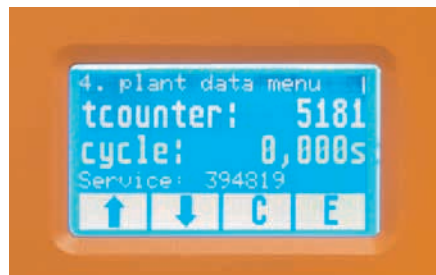 4. plant data menu
tcounter: 5181
cycle: 0,000s
Service: 394819
↑ ↓ C E